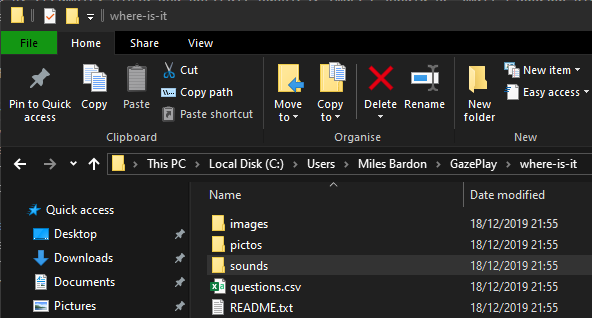 where-is-it
File Home Share View
Pin to Quick access
Copy
Paste
Cut
Copy path
Paste shortcut
Clipboard
Move to
Copy to
Delete
Rename
Organise
New folder
New item
Easy access
New
This PC > Local Disk (C:) > Users > Miles Bardon > GazePlay > where-is-it
Name Date modified
Quick access
Desktop
Downloads
Documents
Pictures
images 18/12/2019 21:55
pictos 18/12/2019 21:55
sounds 18/12/2019 21:55
questions.csv 18/12/2019 21:55
README.txt 18/12/2019 21:55